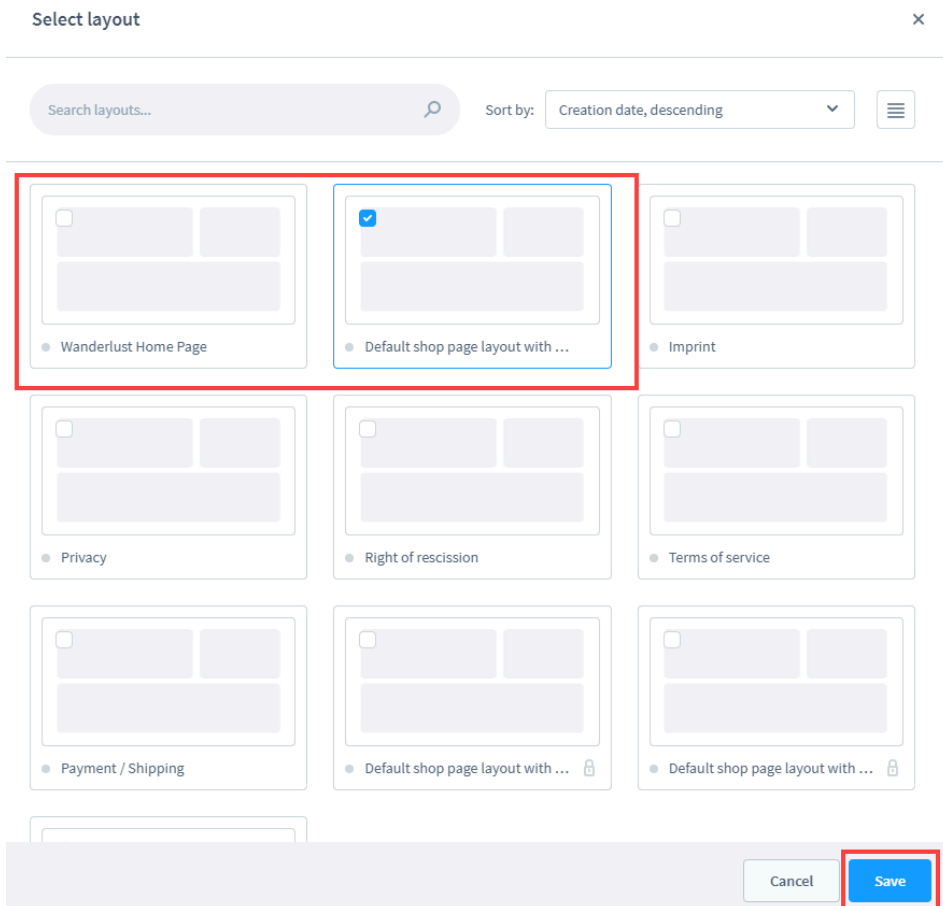 Select layout
Search layouts...
Sort by:
Creation date, descending
Wanderlust Home Page
Default shop page layout with ...
Imprint
Privacy
Right of rescission
Terms of service
Payment / Shipping
Default shop page layout with ...
Default shop page layout with ...
Cancel
Save